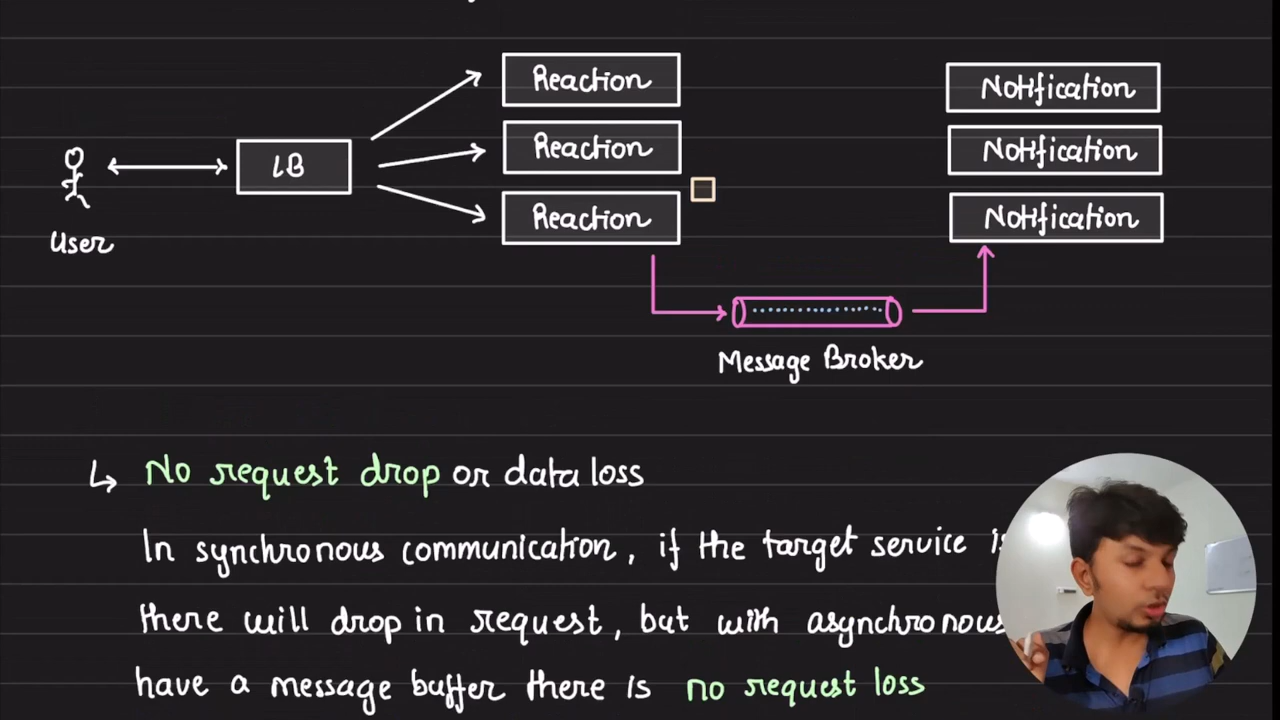 Reaction
Notification
Reaction
Notification
LB
Reaction
Notification
User
Message Broker
↳ No request drop or data loss
In synchronous communication, if the target service is
there will drop in request, but with asynchronous
have a message buffer there is no request loss